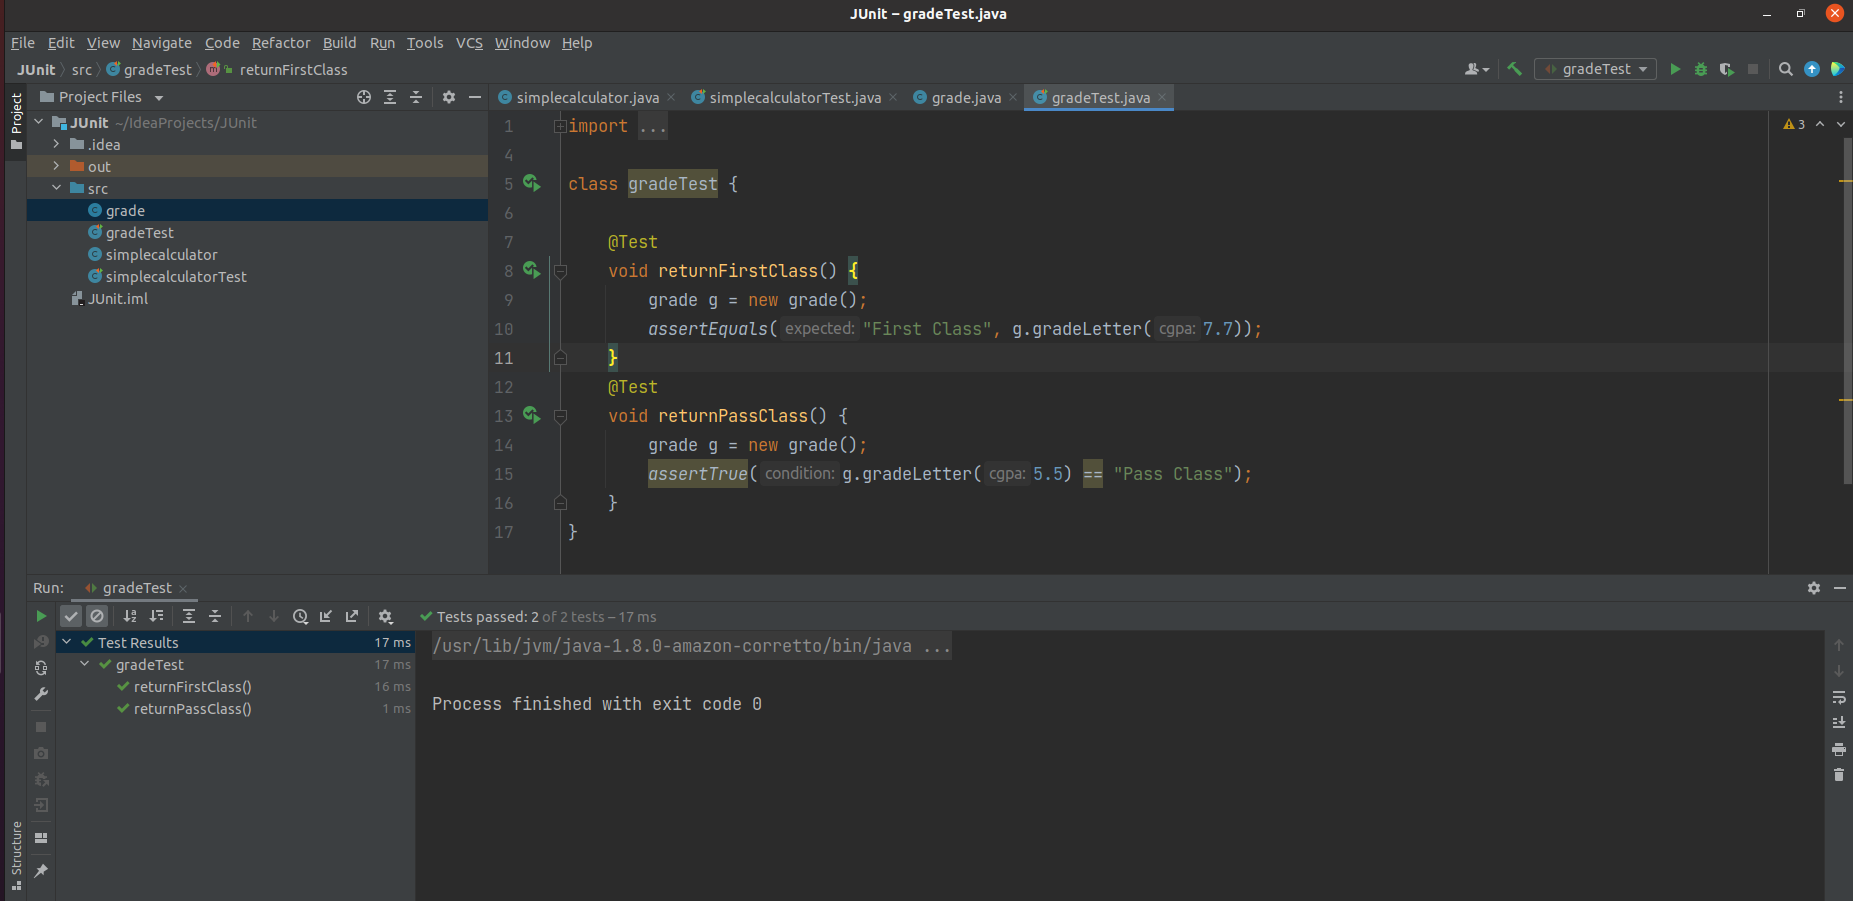 JUnit – gradeTest.java
File Edit View Navigate Code Refactor Build Run Tools VCS Window Help
JUnit src gradeTest m returnFirstClass gradeTest
Project
Project Files
JUnit ~/IdeaProjects/JUnit
.idea
out
src
grade
gradeTest
simplecalculator
simplecalculatorTest
JUnit.iml
simplecalculator.java simplecalculatorTest.java grade.java gradeTest.java
3
1 import ...
4
5 class gradeTest {
6
7 @Test
8 void returnFirstClass() {
9 grade g = new grade();
10 assertEquals( expected: "First Class", g.gradeLetter( cgpa: 7.7));
11 }
12 @Test
13 void returnPassClass() {
14 grade g = new grade();
15 assertTrue( condition: g.gradeLetter( cgpa: 5.5) == "Pass Class");
16 }
17 }
Run: gradeTest
Tests passed: 2 of 2 tests – 17 ms
Test Results 17 ms
gradeTest 17 ms
returnFirstClass() 16 ms
returnPassClass() 1 ms
/usr/lib/jvm/java-1.8.0-amazon-corretto/bin/java ...
Process finished with exit code 0
Structure